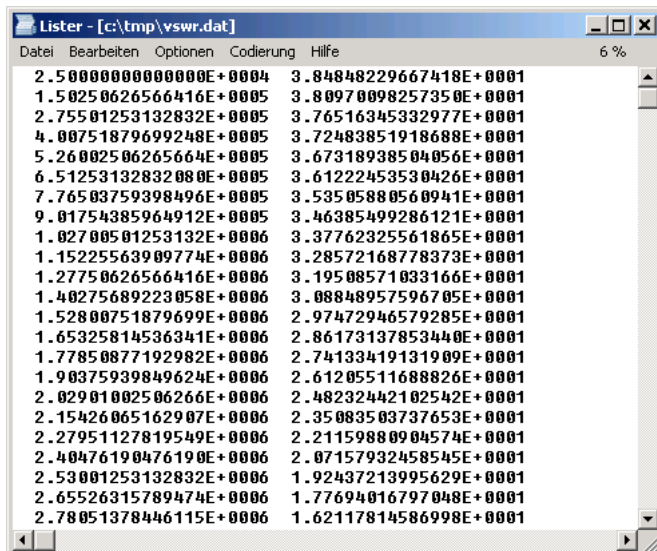 Lister - [c:\tmp\vswr.dat]
Datei Bearbeiten Optionen Codierung Hilfe 6 %
2.50000000000000E+0004 3.84848229667418E+0001
1.50250626566416E+0005 3.80970098257350E+0001
2.75501253132832E+0005 3.76516345332977E+0001
4.00751879699248E+0005 3.72483851918688E+0001
5.26002506265664E+0005 3.67318938504056E+0001
6.51253132832080E+0005 3.61222453530426E+0001
7.76503759398496E+0005 3.53505880560941E+0001
9.01754385964912E+0005 3.46385499286121E+0001
1.02700501253132E+0006 3.37762325561865E+0001
1.15225563909774E+0006 3.28572168778373E+0001
1.27750626566416E+0006 3.19508571033166E+0001
1.40275689223058E+0006 3.08848957596705E+0001
1.52800751879699E+0006 2.97472946579285E+0001
1.65325814536341E+0006 2.86173137853440E+0001
1.77850877192982E+0006 2.74133419131909E+0001
1.90375939849624E+0006 2.61205511688826E+0001
2.02901002506266E+0006 2.48232442102542E+0001
2.15426065162907E+0006 2.35083503737653E+0001
2.27951127819549E+0006 2.21159880904574E+0001
2.40476190476190E+0006 2.07157932458545E+0001
2.53001253132832E+0006 1.92437213995629E+0001
2.65526315789474E+0006 1.77694016797048E+0001
2.78051378446115E+0006 1.62117814586998E+0001